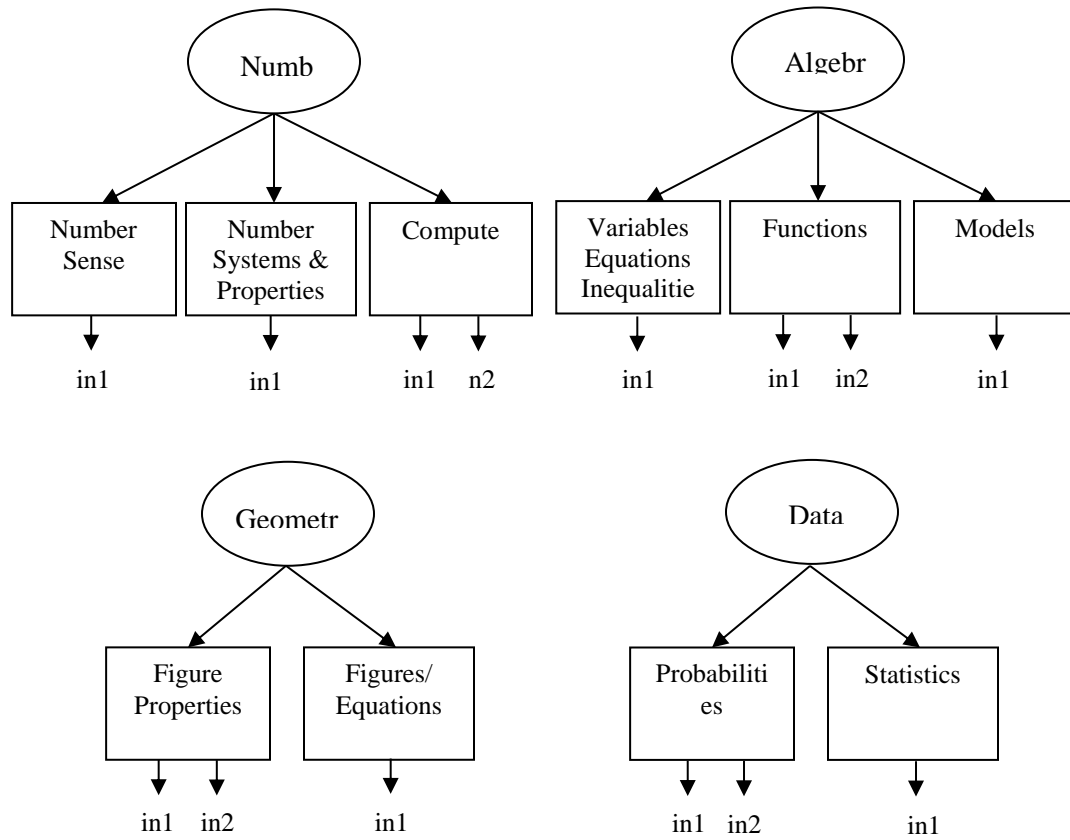 Numb
Number
Sense
Number
Systems &
Properties
Compute
in1
in1
in1
n2
Algebr
Variables
Equations
Inequalitie
Functions
Models
in1
in1
in2
in1
Geometr
Figure
Properties
Figures/
Equations
in1
in2
in1
Data
Probabiliti
es
Statistics
in1
in2
in1